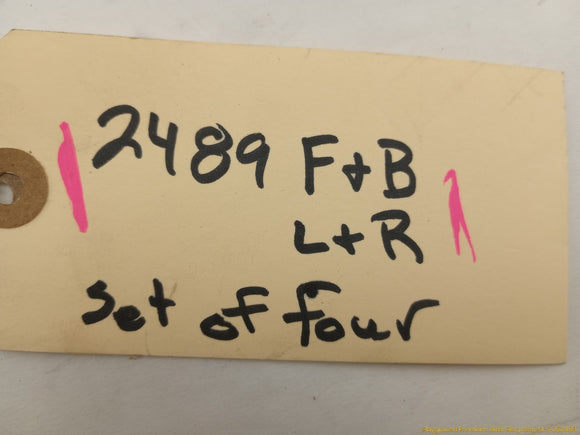 2489 F+B
L+R
Set of four